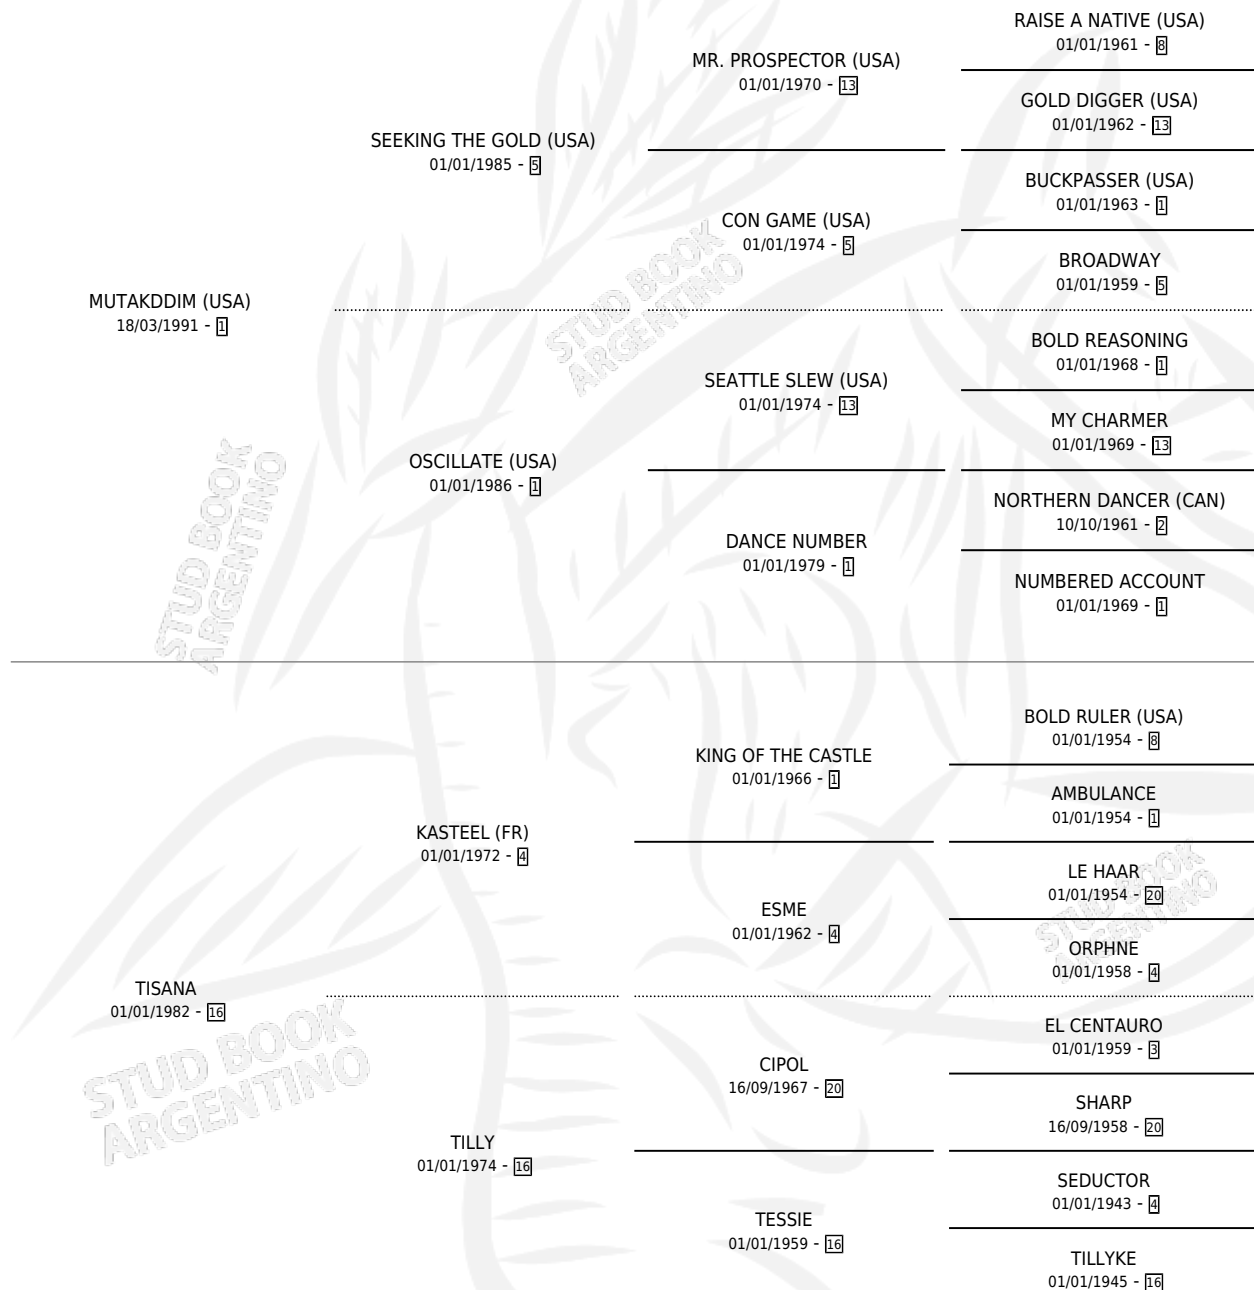 MUTAKDDIM (USA)
18/03/1991 - 1
SEEKING THE GOLD (USA)
01/01/1985 - 5
OSCILLATE (USA)
01/01/1986 - 1
MR. PROSPECTOR (USA)
01/01/1970 - 13
CON GAME (USA)
01/01/1974 - 5
SEATTLE SLEW (USA)
01/01/1974 - 13
DANCE NUMBER
01/01/1979 - 1
RAISE A NATIVE (USA)
01/01/1961 - 8
GOLD DIGGER (USA)
01/01/1962 - 13
BUCKPASSER (USA)
01/01/1963 - 1
BROADWAY
01/01/1959 - 5
BOLD REASONING
01/01/1968 - 1
MY CHARMER
01/01/1969 - 13
NORTHERN DANCER (CAN)
10/10/1961 - 2
NUMBERED ACCOUNT
01/01/1969 - 1
TISANA
01/01/1982 - 16
KASTEEL (FR)
01/01/1972 - 4
TILLY
01/01/1974 - 16
KING OF THE CASTLE
01/01/1966 - 1
ESME
01/01/1962 - 4
CIPOL
16/09/1967 - 20
TESSIE
01/01/1959 - 16
BOLD RULER (USA)
01/01/1954 - 8
AMBULANCE
01/01/1954 - 1
LE HAAR
01/01/1954 - 20
ORPHNE
01/01/1958 - 4
EL CENTAURO
01/01/1959 - 3
SHARP
16/09/1958 - 20
SEDUCTOR
01/01/1943 - 4
TILLYKE
01/01/1945 - 16
STUD BOOK
ARGENTINO
STUD BOOK
ARGENTINO
STUD BOOK
ARGENTINO
STUD BOOK
ARGENTINO